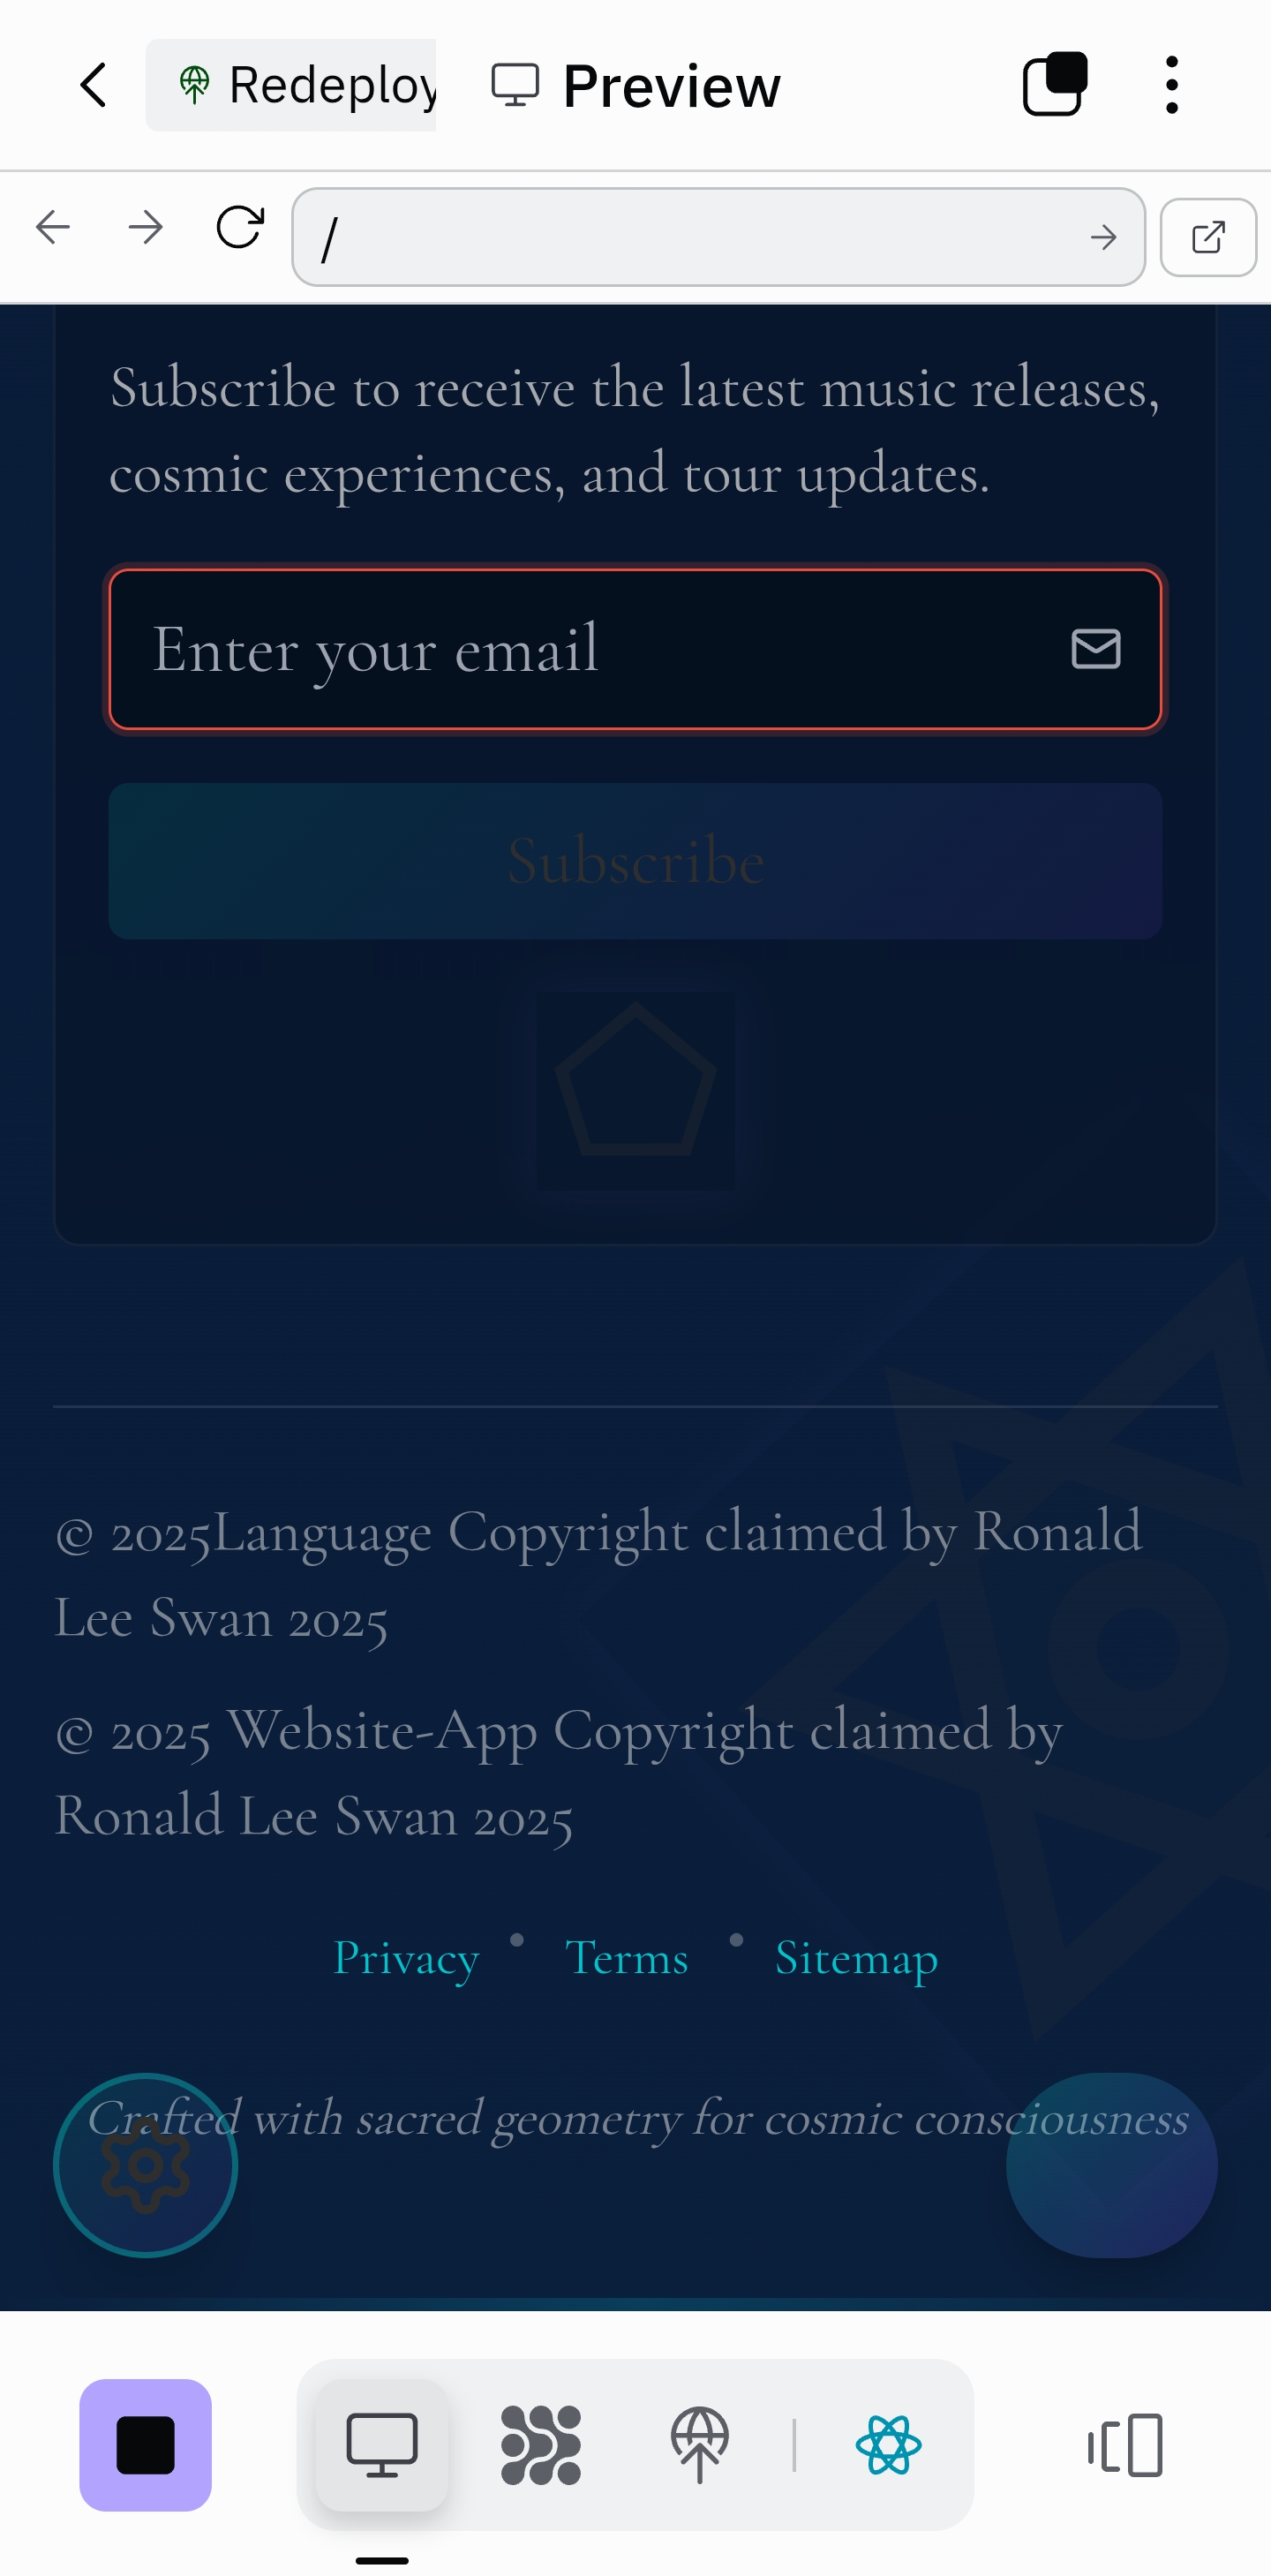 Redeploy
Preview
/
Subscribe to receive the latest music releases,
cosmic experiences, and tour updates.
Enter your email
Subscribe
© 2025Language Copyright claimed by Ronald
Lee Swan 2025
© 2025 Website-App Copyright claimed by
Ronald Lee Swan 2025
Privacy • Terms • Sitemap
Crafted with sacred geometry for cosmic consciousness